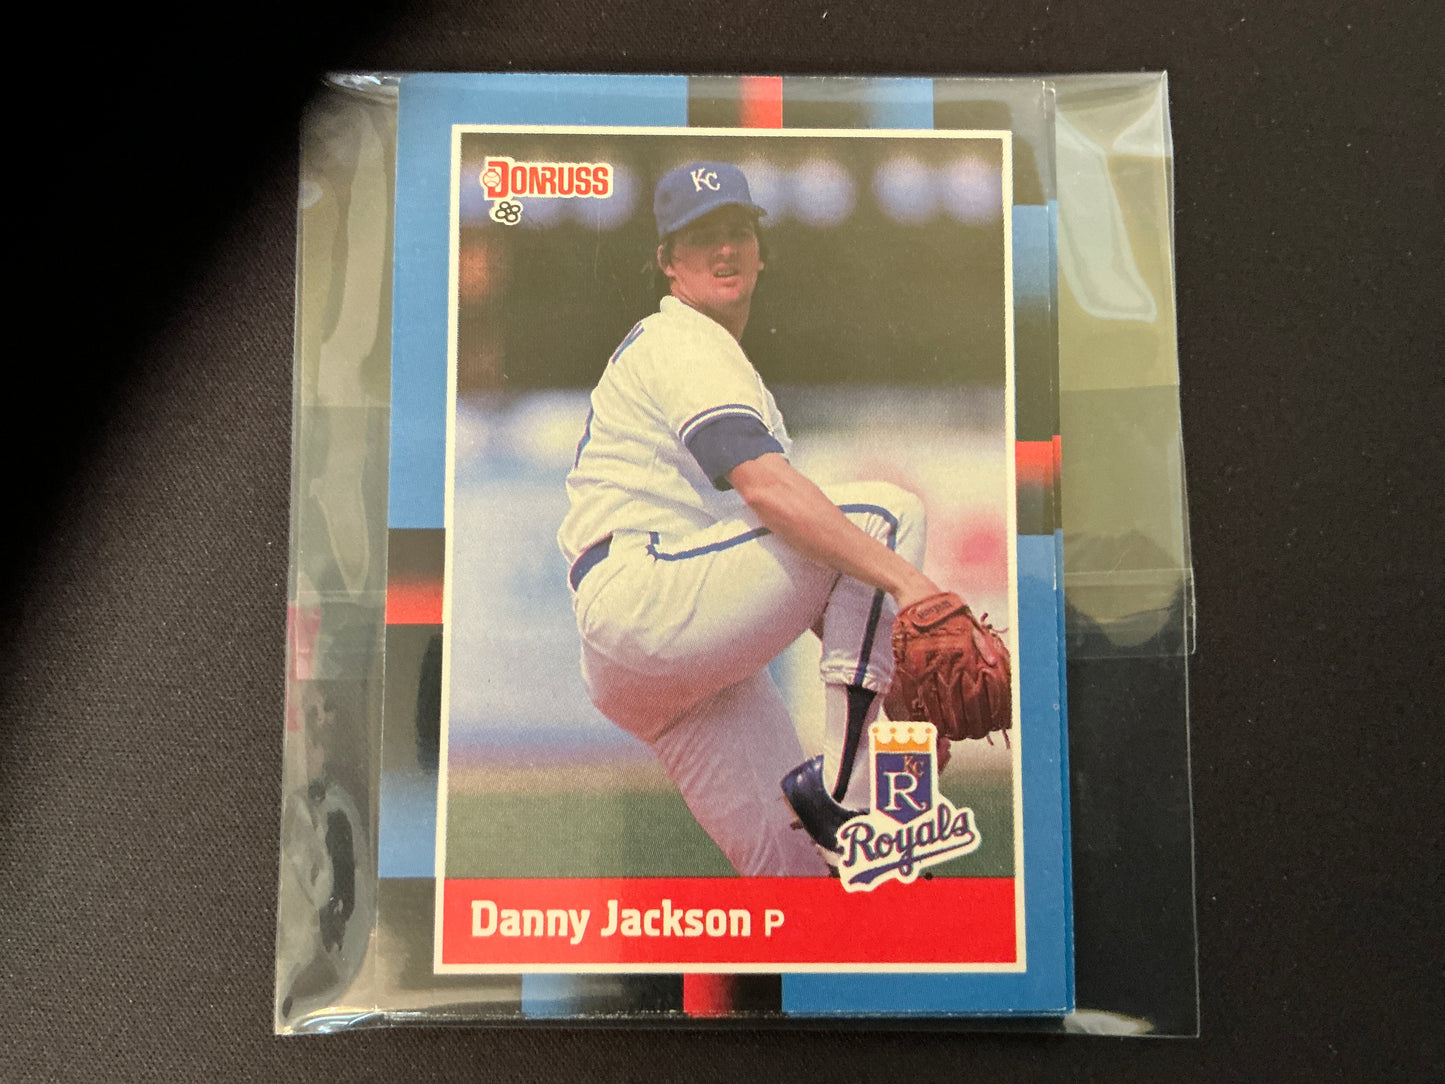 DONRUSS
88
KC
KC
R
Royals
Danny Jackson P